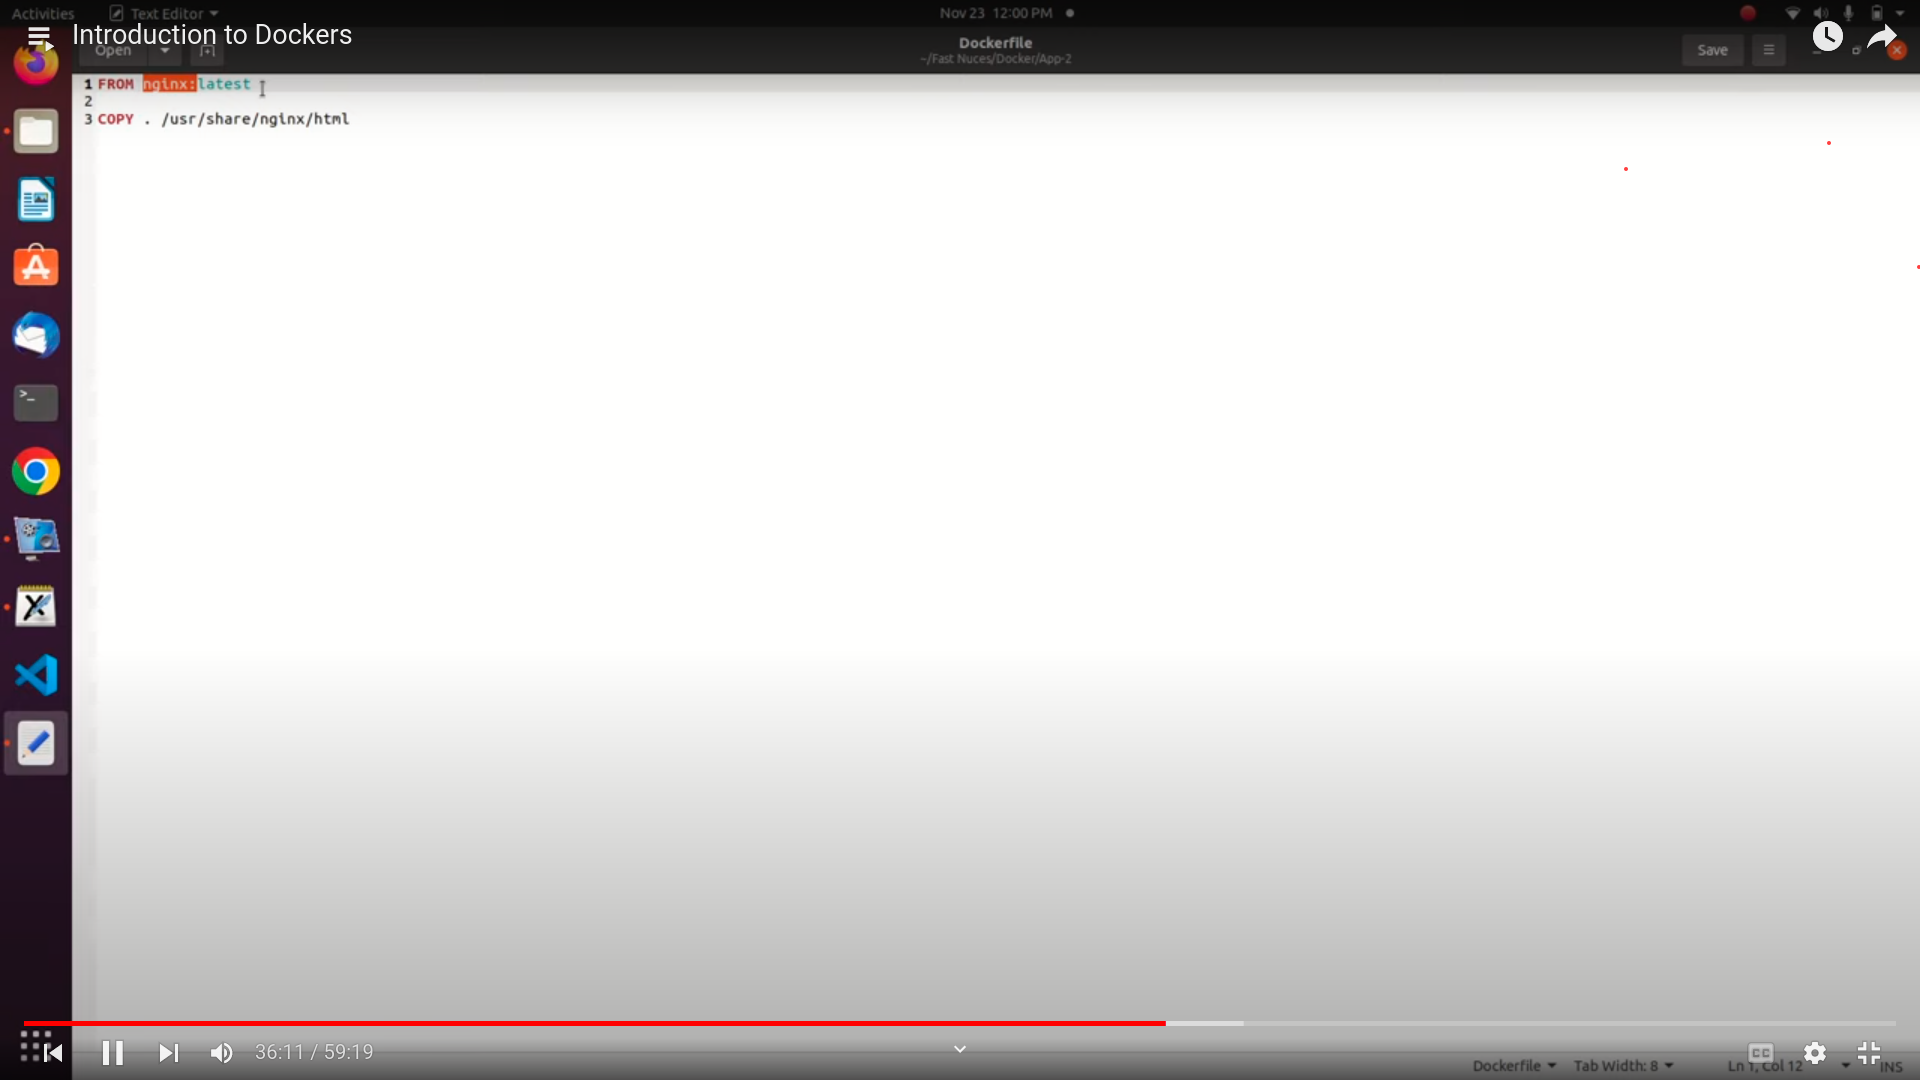 Activities Text Editor Nov 23 12:00 PM
Introduction to Dockers
Open Dockerfile Save
~/Fast Nuces/Docker/App-2
1 FROM nginx:latest
2
3 COPY . /usr/share/nginx/html
36:11 / 59:19 CC
Dockerfile Tab Width: 8 Ln 1, Col 12 INS